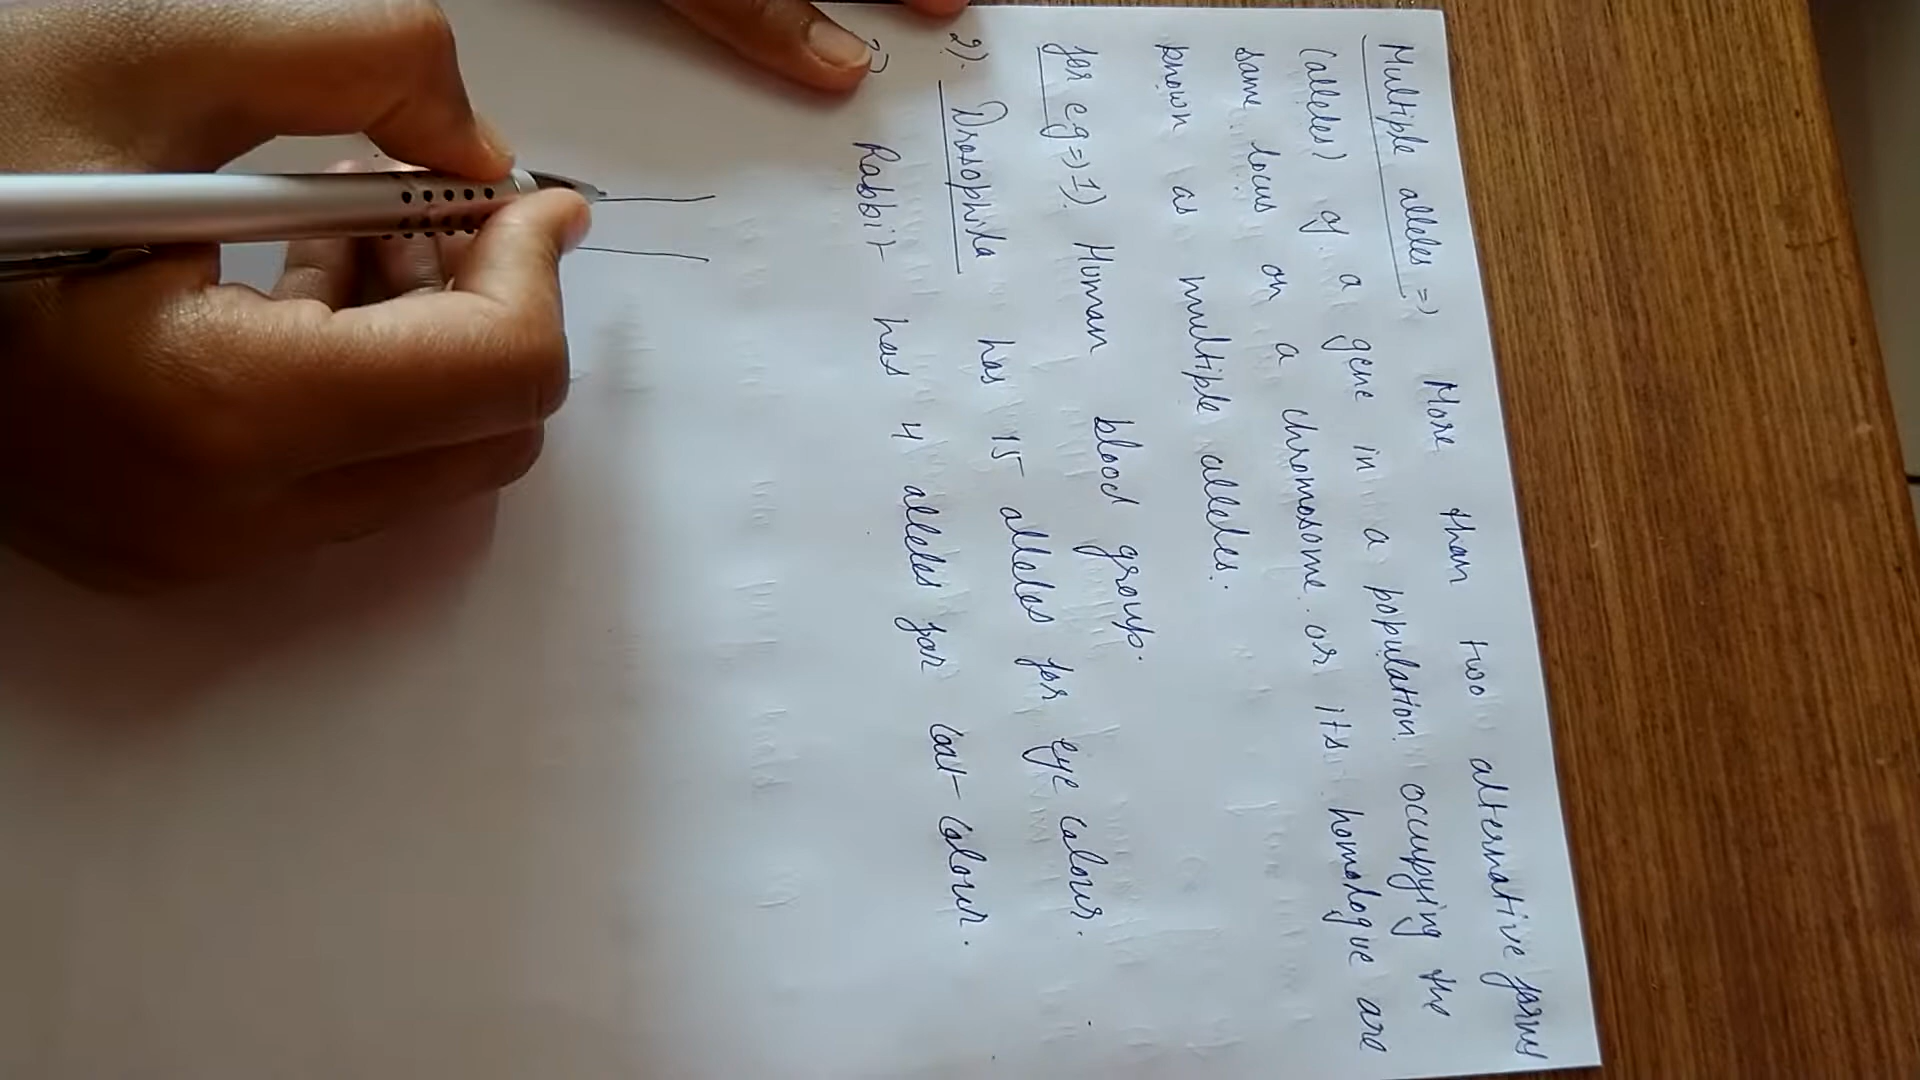 Multiple alleles => More than two alternative forms
(alleles) of a gene in a population occupying the
same locus on a chromosome or its homologue are
known as multiple alleles.
for eg => 1). Human blood group.
2). Drosophila has 15 alleles for eye colour.
3) Rabbit has 4 alleles for coat colour.